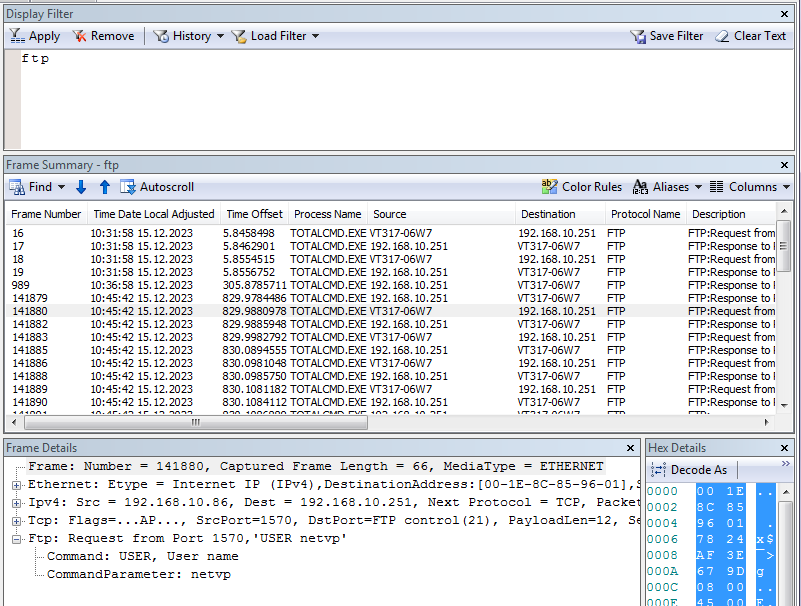 Display Filter
Apply Remove History Load Filter Save Filter Clear Text
ftp
Frame Summary - ftp
Find Autoscroll Color Rules Aliases Columns
Frame Number Time Date Local Adjusted Time Offset Process Name Source Destination Protocol Name Description
16 10:31:58 15.12.2023 5.8458498 TOTALCMD.EXE VT317-06W7 192.168.10.251 FTP FTP:Request from
17 10:31:58 15.12.2023 5.8462901 TOTALCMD.EXE 192.168.10.251 VT317-06W7 FTP FTP:Response to
18 10:31:58 15.12.2023 5.8554515 TOTALCMD.EXE VT317-06W7 192.168.10.251 FTP FTP:Request from
19 10:31:58 15.12.2023 5.8556752 TOTALCMD.EXE 192.168.10.251 VT317-06W7 FTP FTP:Response to
989 10:36:58 15.12.2023 305.8785711 TOTALCMD.EXE VT317-06W7 192.168.10.251 FTP FTP:Request from
141879 10:45:42 15.12.2023 829.9784486 TOTALCMD.EXE 192.168.10.251 VT317-06W7 FTP FTP:Response to
141880 10:45:42 15.12.2023 829.9880978 TOTALCMD.EXE VT317-06W7 192.168.10.251 FTP FTP:Request from
141882 10:45:42 15.12.2023 829.9885948 TOTALCMD.EXE 192.168.10.251 VT317-06W7 FTP FTP:Response to
141883 10:45:42 15.12.2023 829.9982792 TOTALCMD.EXE VT317-06W7 192.168.10.251 FTP FTP:Request from
141885 10:45:42 15.12.2023 830.0894555 TOTALCMD.EXE 192.168.10.251 VT317-06W7 FTP FTP:Response to
141886 10:45:42 15.12.2023 830.0981048 TOTALCMD.EXE VT317-06W7 192.168.10.251 FTP FTP:Request from
141888 10:45:42 15.12.2023 830.0985750 TOTALCMD.EXE 192.168.10.251 VT317-06W7 FTP FTP:Response to
141889 10:45:42 15.12.2023 830.1081182 TOTALCMD.EXE VT317-06W7 192.168.10.251 FTP FTP:Request from
141890 10:45:42 15.12.2023 830.1084112 TOTALCMD.EXE 192.168.10.251 VT317-06W7 FTP FTP:Response to
Frame Details
Frame: Number = 141880, Captured Frame Length = 66, MediaType = ETHERNET
Ethernet: Etype = Internet IP (IPv4),DestinationAddress:[00-1E-8C-85-96-01],
Ipv4: Src = 192.168.10.86, Dest = 192.168.10.251, Next Protocol = TCP, Packet
Tcp: Flags=...AP..., SrcPort=1570, DstPort=FTP control(21), PayloadLen=12, Se
Ftp: Request from Port 1570,'USER netvp'
Command: USER, User name
CommandParameter: netvp
Hex Details
Decode As
0000 00 1E ..
0002 8C 85
0004 96 01 .
0006 78 24 x$
0008 AF 3E ¯>
000A 67 9D g
000C 08 00 ..
000E 45 00 E.